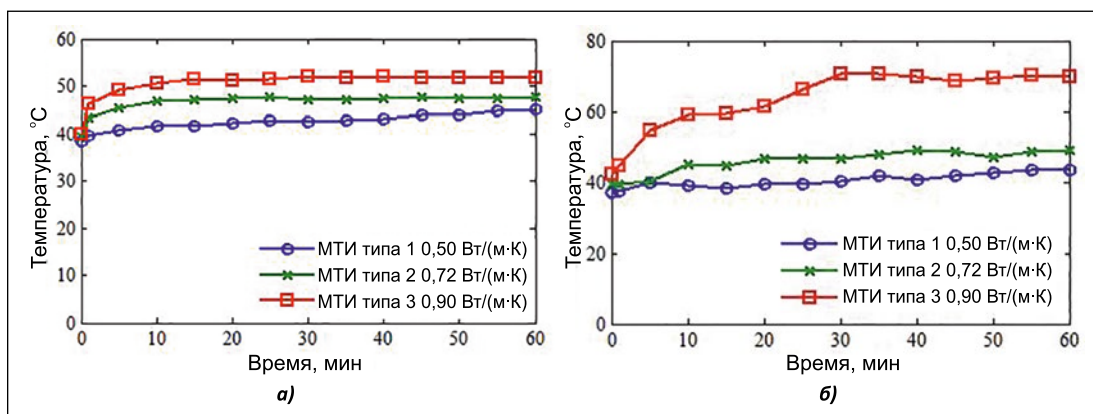 Температура, °С
60
50
40
30
20
10
0
МТИ типа 1 0,50 Вт/(м·К)
МТИ типа 2 0,72 Вт/(м·К)
МТИ типа 3 0,90 Вт/(м·К)
0 10 20 30 40 50 60
Время, мин
а)
Температура, °С
80
60
40
20
0
МТИ типа 1 0,50 Вт/(м·К)
МТИ типа 2 0,72 Вт/(м·К)
МТИ типа 3 0,90 Вт/(м·К)
0 10 20 30 40 50 60
Время, мин
б)